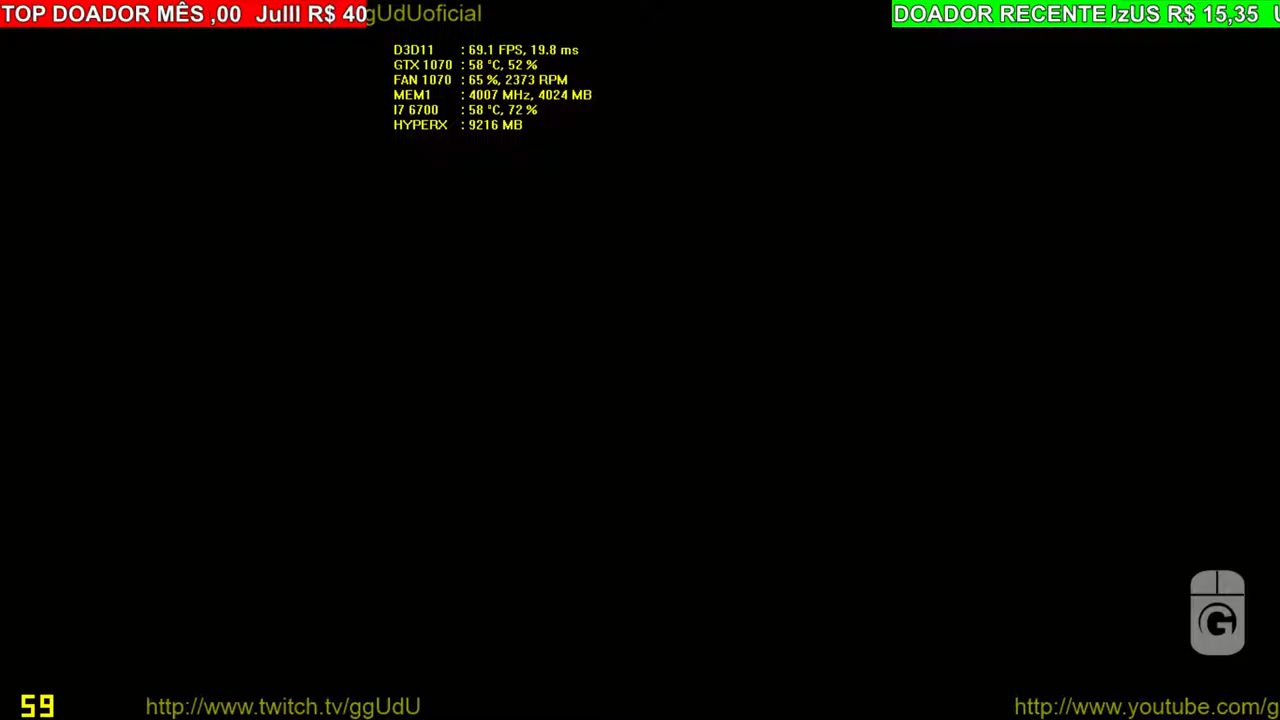 TOP DOADOR MÊS ,00 Julll R$ 40
gUdUoficial
DOADOR RECENTE JzUS R$ 15,35
D3D11 : 69.1 FPS, 19.8 ms
GTX 1070 : 58 °C, 52 %
FAN 1070 : 65 %, 2373 RPM
MEM1 : 4007 MHz, 4024 MB
I7 6700 : 58 °C, 72 %
HYPERX : 9216 MB
G
59
http://www.twitch.tv/ggUdU
http://www.youtube.com/g